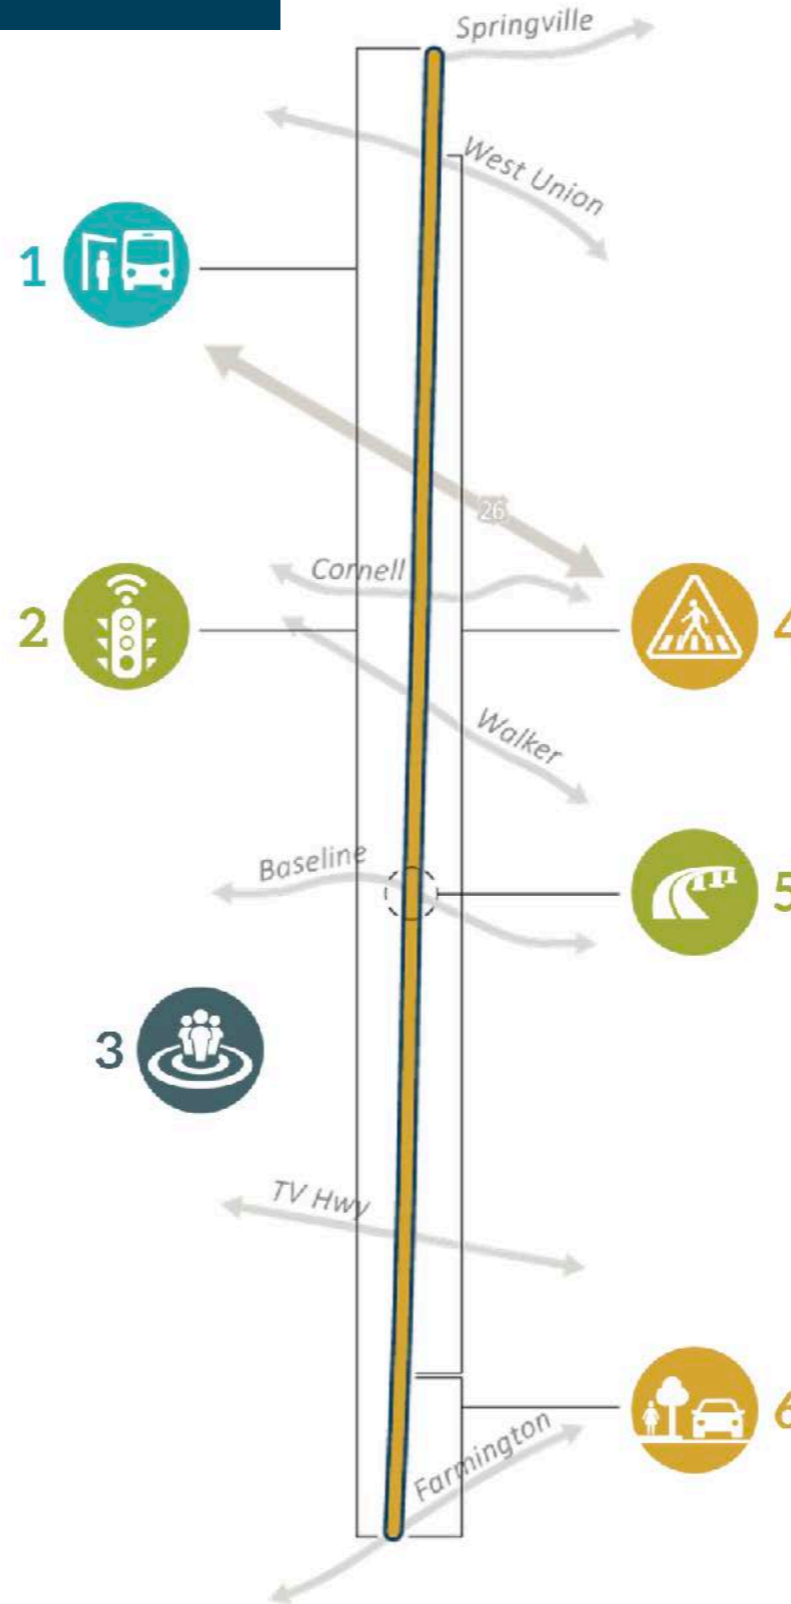 Springville
West Union
1
26
Cornell
2
4
Walker
Baseline
5
3
TV Hwy
6
Farmington